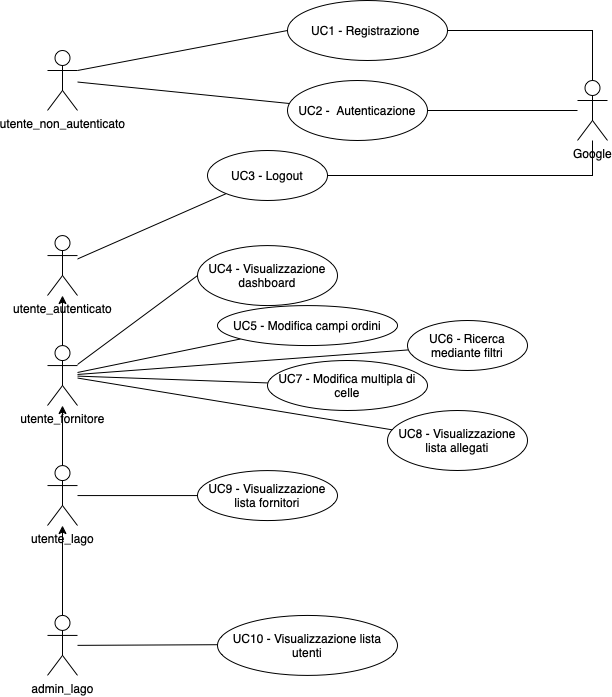 UC1 - Registrazione
utente_non_autenticato
UC2 -  Autenticazione
Google
UC3 - Logout
utente_autenticato
UC4 - Visualizzazione
dashboard
UC5 - Modifica campi ordini
UC6 - Ricerca
mediante filtri
UC7 - Modifica multipla di
celle
utente_fornitore
UC8 - Visualizzazione
lista allegati
UC9 - Visualizzazione
lista fornitori
utente_lago
UC10 - Visualizzazione lista
utenti
admin_lago